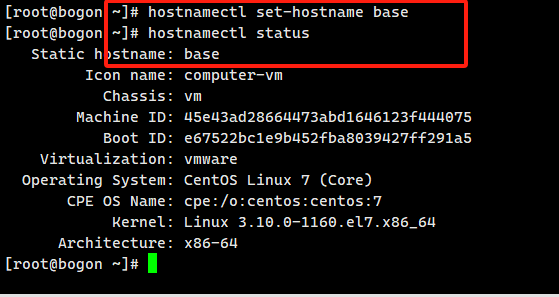 [root@bogon ~]# hostnamectl set-hostname base
[root@bogon ~]# hostnamectl status
Static hostname: base
Icon name: computer-vm
Chassis: vm
Machine ID: 45e43ad28664473abd1646123f444075
Boot ID: e67522bc1e9b452fba8039427ff291a5
Virtualization: vmware
Operating System: CentOS Linux 7 (Core)
CPE OS Name: cpe:/o:centos:centos:7
Kernel: Linux 3.10.0-1160.el7.x86_64
Architecture: x86-64
[root@bogon ~]#